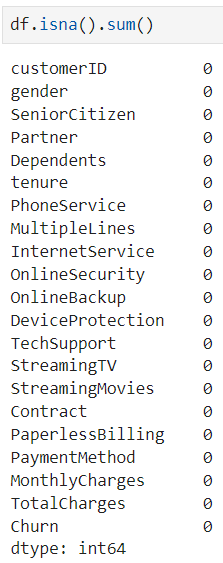 df.isna().sum()
customerID 0
gender 0
SeniorCitizen 0
Partner 0
Dependents 0
tenure 0
PhoneService 0
MultipleLines 0
InternetService 0
OnlineSecurity 0
OnlineBackup 0
DeviceProtection 0
TechSupport 0
StreamingTV 0
StreamingMovies 0
Contract 0
PaperlessBilling 0
PaymentMethod 0
MonthlyCharges 0
TotalCharges 0
Churn 0
dtype: int64